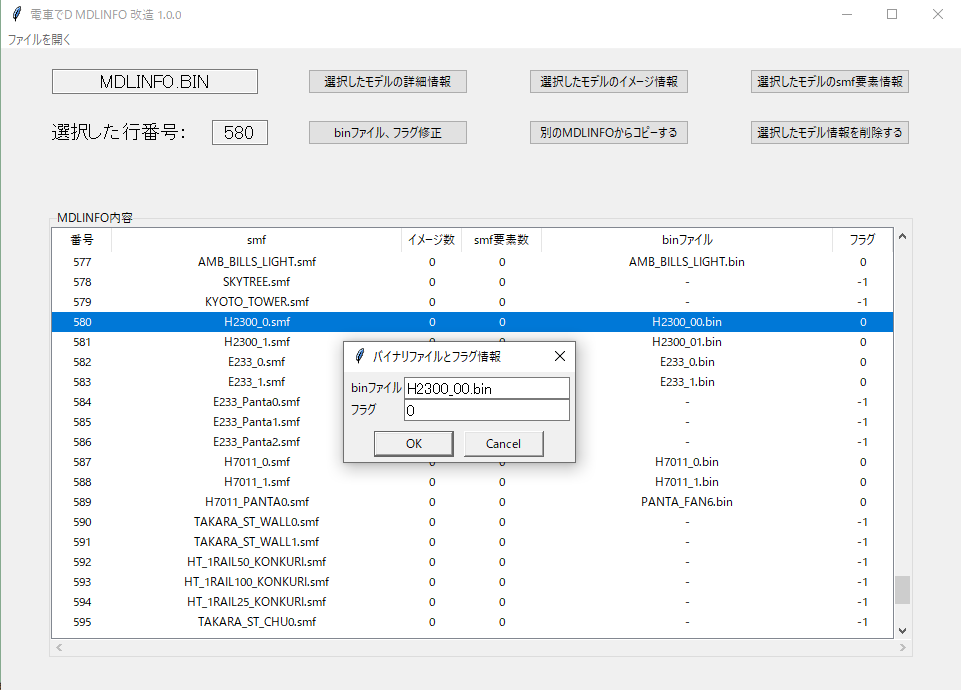 電車でD MDLINFO 改造 1.0.0
ファイルを開く
MDLINFO.BIN 選択したモデルの詳細情報 選択したモデルのイメージ情報 選択したモデルのsmf要素情報
選択した行番号： 580 binファイル、フラグ修正 別のMDLINFOからコピーする 選択したモデル情報を削除する
MDLINFO内容
番号 smf イメージ数 smf要素数 binファイル フラグ
577 AMB_BILLS_LIGHT.smf 0 0 AMB_BILLS_LIGHT.bin 0
578 SKYTREE.smf 0 0 - -1
579 KYOTO_TOWER.smf 0 0 - -1
580 H2300_0.smf 0 0 H2300_00.bin 0
581 H2300_1.smf H2300_01.bin 0
582 E233_0.smf E233_0.bin 0
583 E233_1.smf E233_1.bin 0
584 E233_Panta0.smf - -1
585 E233_Panta1.smf - -1
586 E233_Panta2.smf - -1
587 H7011_0.smf H7011_0.bin 0
588 H7011_1.smf 0 0 H7011_1.bin 0
589 H7011_PANTA0.smf 0 0 PANTA_FAN6.bin 0
590 TAKARA_ST_WALL0.smf 0 0 - -1
591 TAKARA_ST_WALL1.smf 0 0 - -1
592 HT_1RAIL50_KONKURI.smf 0 0 - -1
593 HT_1RAIL100_KONKURI.smf 0 0 - -1
594 HT_1RAIL25_KONKURI.smf 0 0 - -1
595 TAKARA_ST_CHU0.smf 0 0 - -1
バイナリファイルとフラグ情報
binファイル H2300_00.bin
フラグ 0
OK Cancel